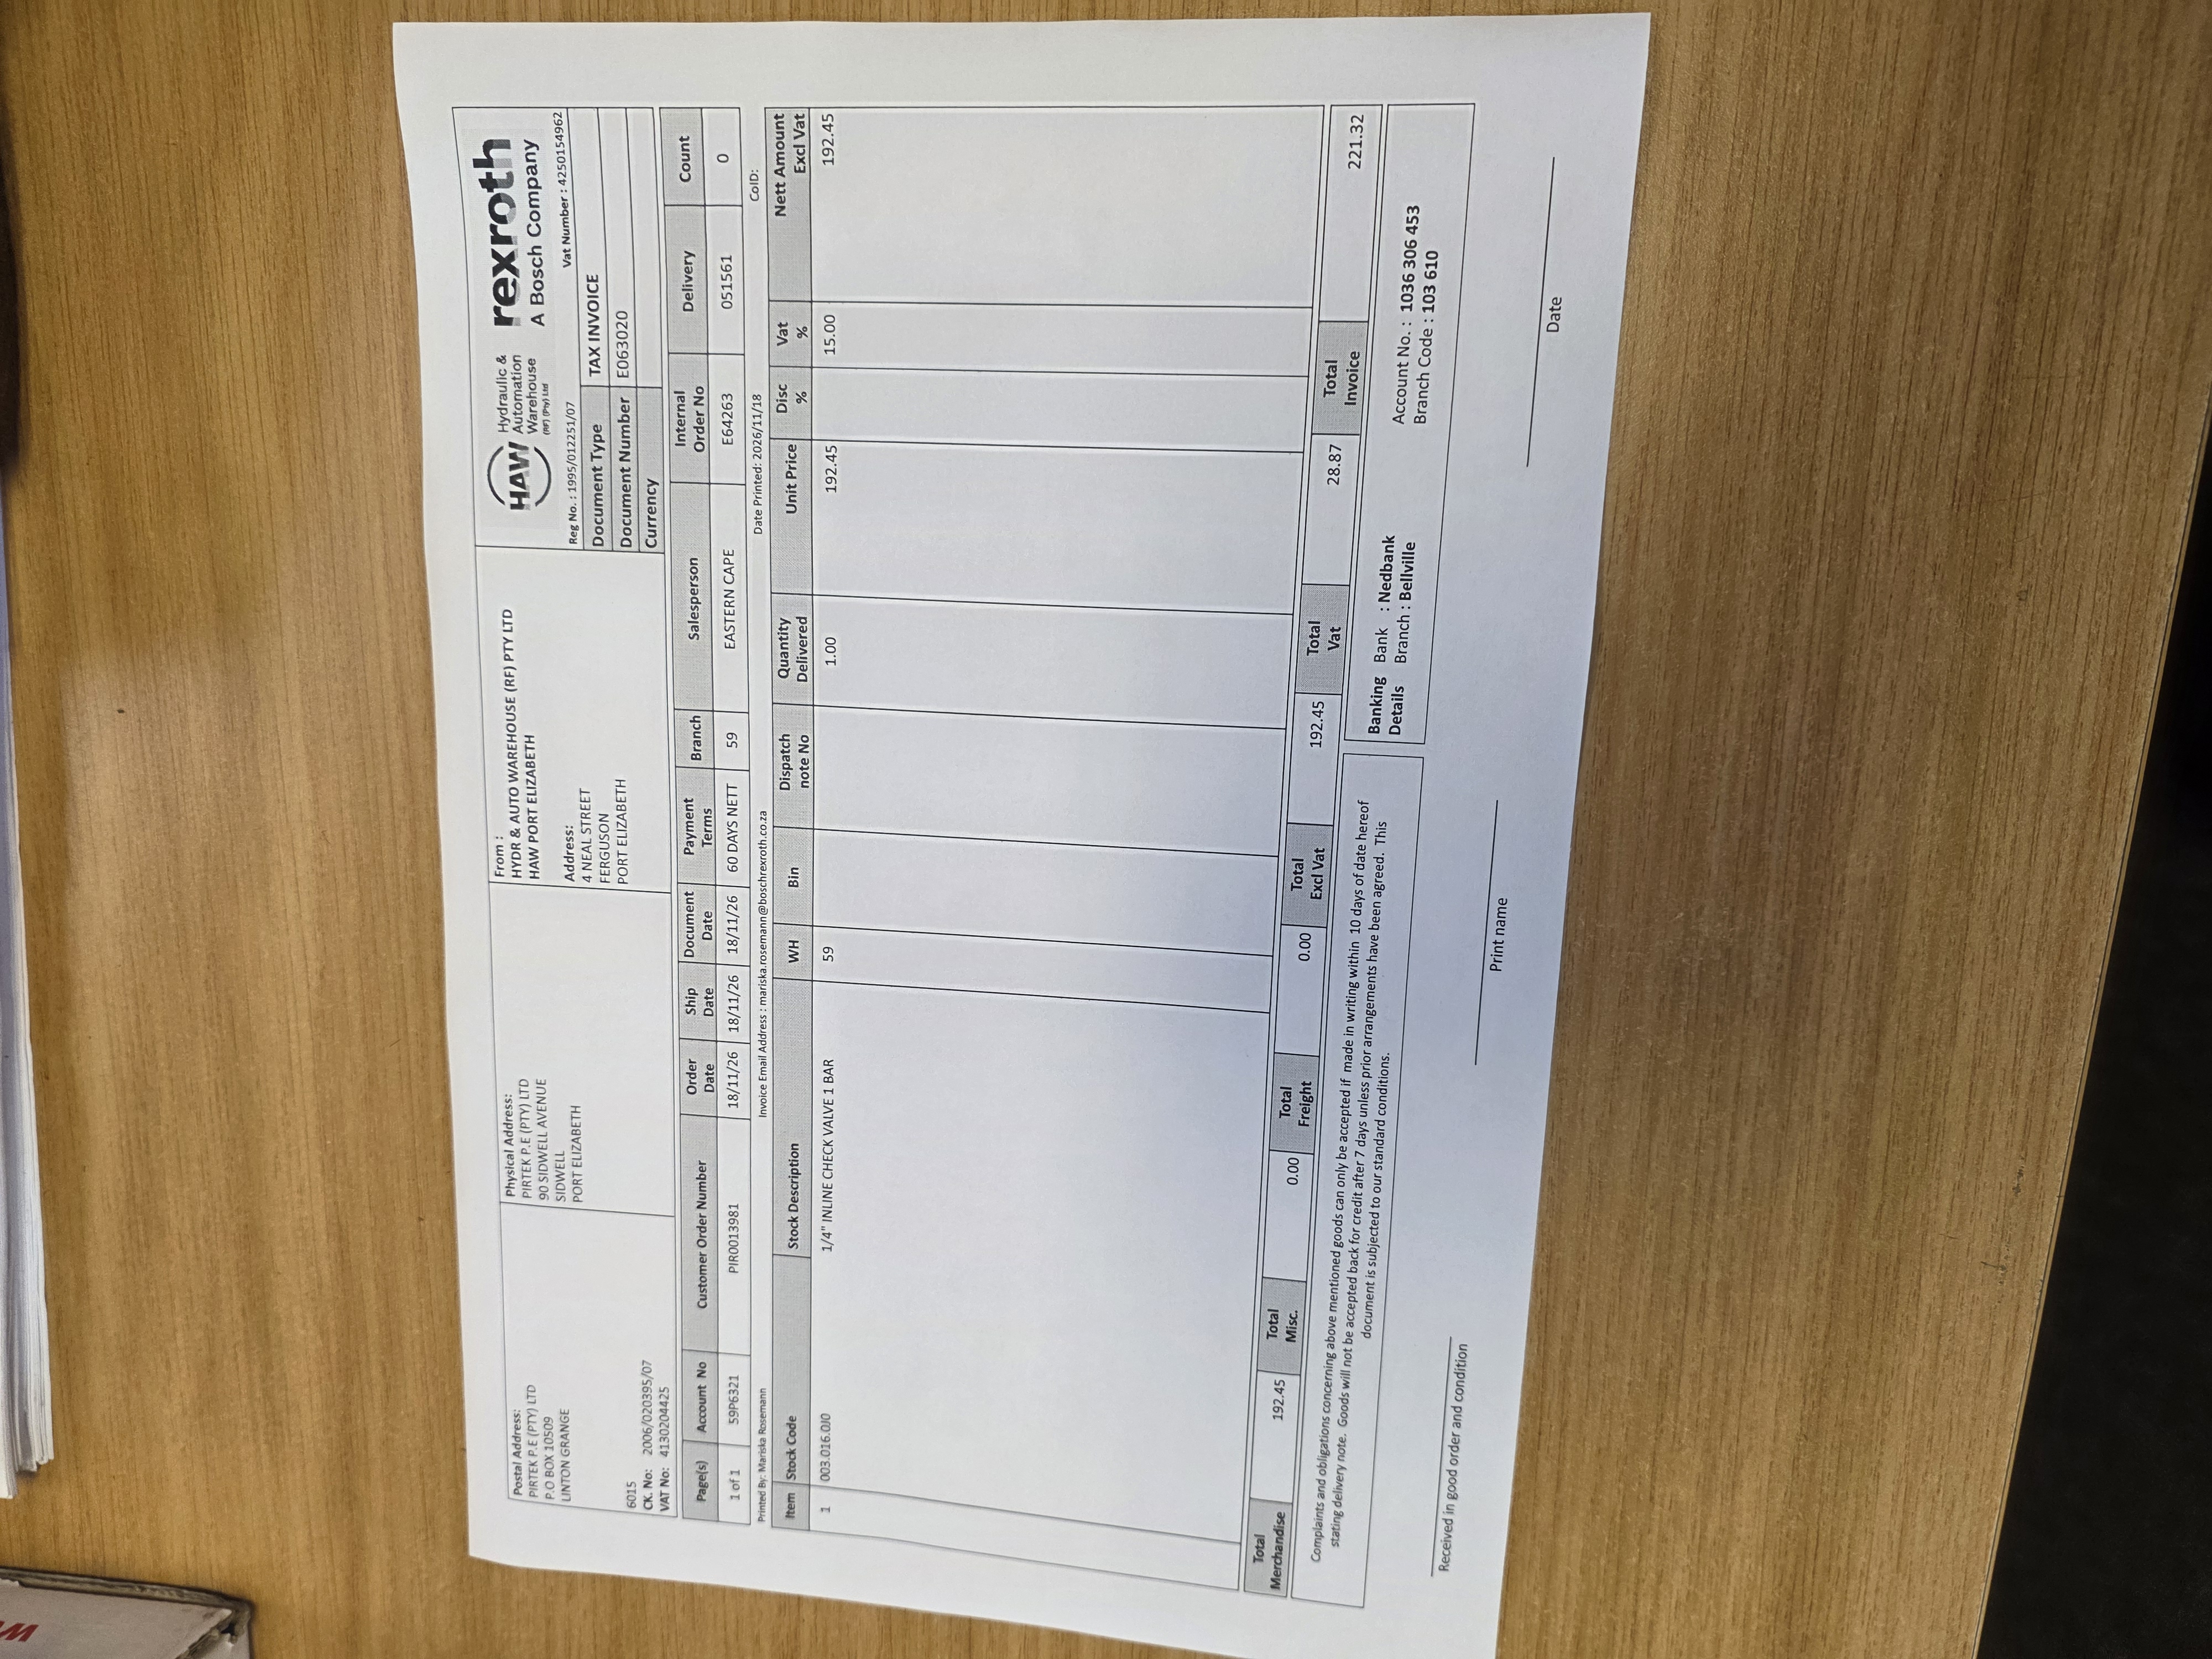 Postal Address:
PIRTEK P.E (PTY) LTD
P.O BOX 10509
LINTON GRANGE
6015
CK. No: 2006/020395/07
VAT No: 4130204425
Physical Address:
PIRTEK P.E (PTY) LTD
90 SIDWELL AVENUE
SIDWELL
PORT ELIZABETH
From :
HYDR & AUTO WAREHOUSE (RF) PTY LTD
HAW PORT ELIZABETH
Address:
4 NEAL STREET
FERGUSON
PORT ELIZABETH
HAW Hydraulic & Automation Warehouse (RF) (Pty) Ltd
rexroth
A Bosch Company
Reg No. : 1995/012251/07 Vat Number : 4250154962
Document Type TAX INVOICE
Document Number E063020
Currency
Page(s) Account No Customer Order Number Order Date Ship Date Document Date Payment Terms Branch Salesperson Internal Order No Delivery Count
1 of 1 59P6321 PIR0013981 18/11/26 18/11/26 18/11/26 60 DAYS NETT 59 EASTERN CAPE E64263 051561 0
Printed By: Mariska Rosemann Invoice Email Address : mariska.rosemann@boschrexroth.co.za Date Printed: 2026/11/18 CoID:
Item Stock Code Stock Description WH Bin Dispatch note No Quantity Delivered Unit Price Disc % Vat % Nett Amount Excl Vat
1 003.016.0J0 1/4" INLINE CHECK VALVE 1 BAR 59 1.00 192.45 15.00 192.45
Total Merchandise 192.45 Total Misc. 0.00 Total Freight 0.00 Total Excl Vat 192.45 Total Vat 28.87 Total Invoice 221.32
Complaints and obligations concerning above mentioned goods can only be accepted if made in writing within 10 days of date hereof
stating delivery note. Goods will not be accepted back for credit after 7 days unless prior arrangements have been agreed. This
document is subjected to our standard conditions.
Banking Details
Bank : Nedbank
Branch : Bellville
Account No. : 1036 306 453
Branch Code : 103 610
Received in good order and condition
Print name
Date